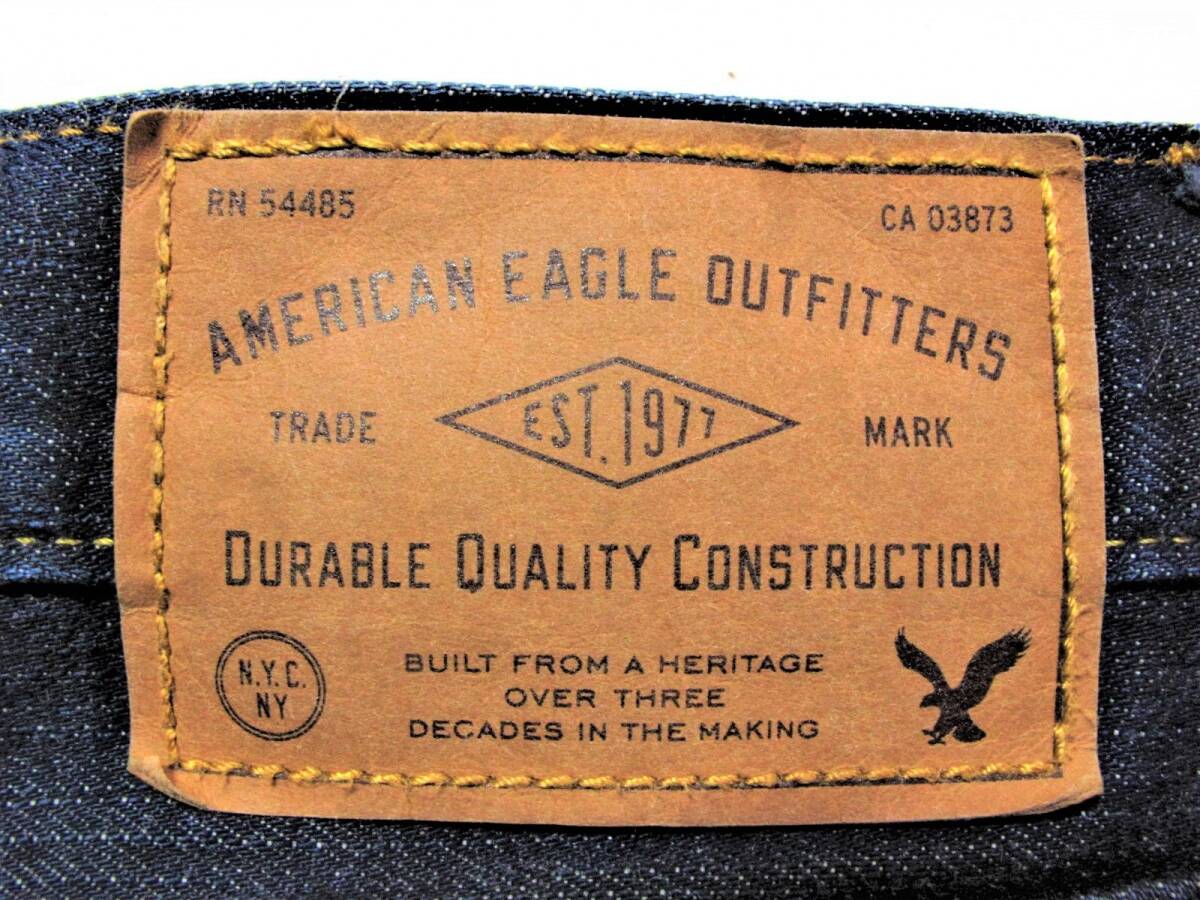 RN 54485
CA 03873
AMERICAN EAGLE OUTFITTERS
TRADE
EST. 1977
MARK
DURABLE QUALITY CONSTRUCTION
N.Y.C.
NY
BUILT FROM A HERITAGE
OVER THREE
DECADES IN THE MAKING